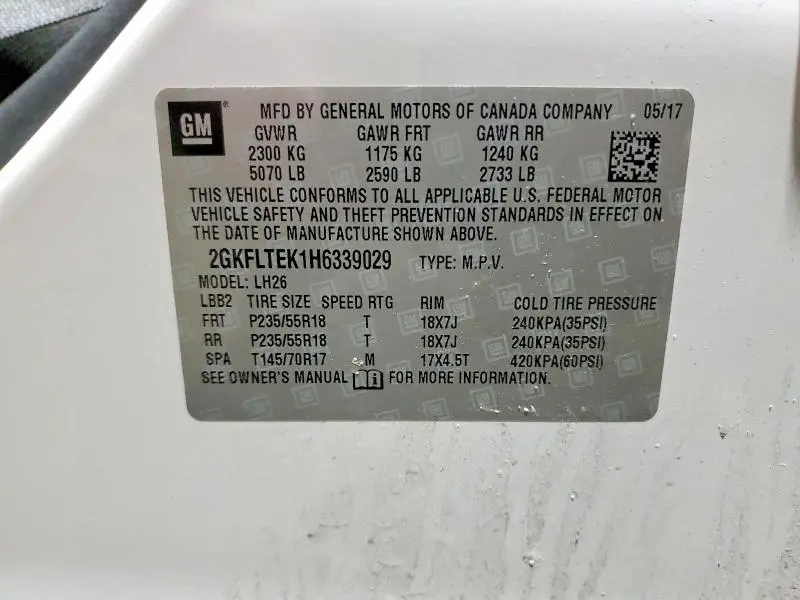 GM ® MFD BY GENERAL MOTORS OF CANADA COMPANY 05/17
GVWR GAWR FRT GAWR RR
2300 KG 1175 KG 1240 KG
5070 LB 2590 LB 2733 LB
THIS VEHICLE CONFORMS TO ALL APPLICABLE U.S. FEDERAL MOTOR
VEHICLE SAFETY AND THEFT PREVENTION STANDARDS IN EFFECT ON
THE DATE OF MANUFACTURE SHOWN ABOVE.
2GKFLTEK1H6339029 TYPE: M.P.V.
MODEL: LH26
LBB2 TIRE SIZE SPEED RTG RIM COLD TIRE PRESSURE
FRT P235/55R18 T 18X7J 240KPA(35PSI)
RR P235/55R18 T 18X7J 240KPA(35PSI)
SPA T145/70R17 M 17X4.5T 420KPA(60PSI)
SEE OWNER'S MANUAL FOR MORE INFORMATION.